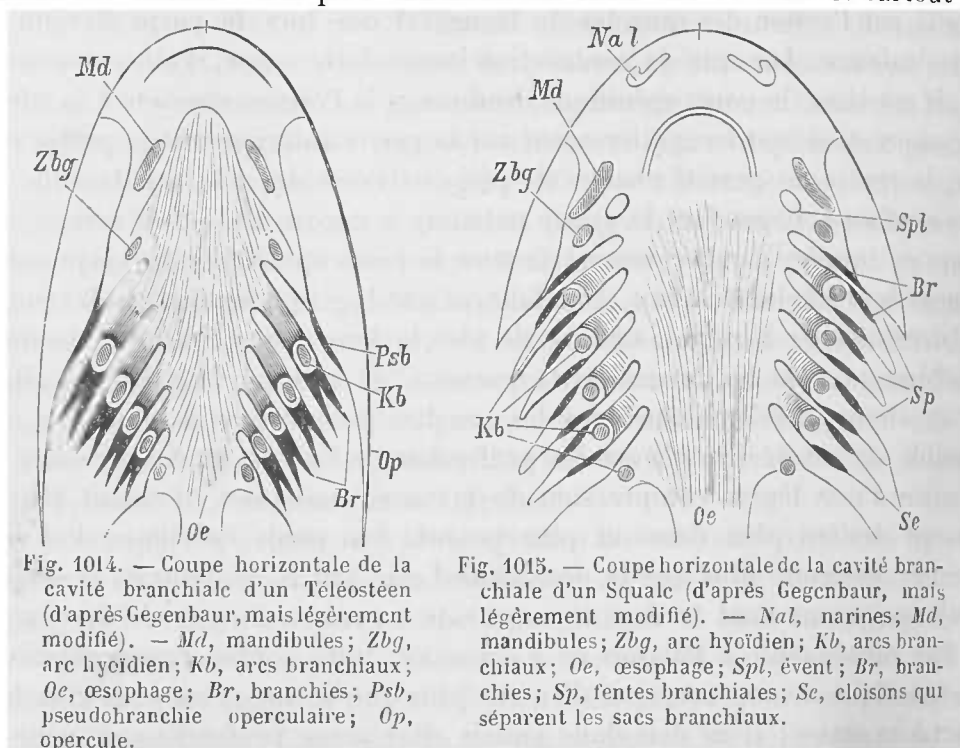 surtout
Md
Zbg
Psb
Kb
Op
Br
Oe
Fig. 1014. — Coupe horizontale de la
cavité branchiale d'un Téléostéen
(d'après Gegenbaur, mais légèrement
modifié). — Md, mandibules; Zbg,
arc hyoïdien; Kb, arcs branchiaux;
Oe, œsophage; Br, branchies; Psb,
pseudobranchie operculaire; Op,
opercule.
Nal
Md
Zbg
Spl
Br
Sp
Kb
Oe
Se
Fig. 1015. — Coupe horizontale de la cavité bran-
chiale d'un Squale (d'après Gegenbaur, mais
légèrement modifié). — Nal, narines; Md,
mandibules; Zbg, arc hyoïdien; Kb, arcs bran-
chiaux; Oe, œsophage; Spl, évent; Br, bran-
chies; Sp, fentes branchiales; Se, cloisons qui
séparent les sacs branchiaux.